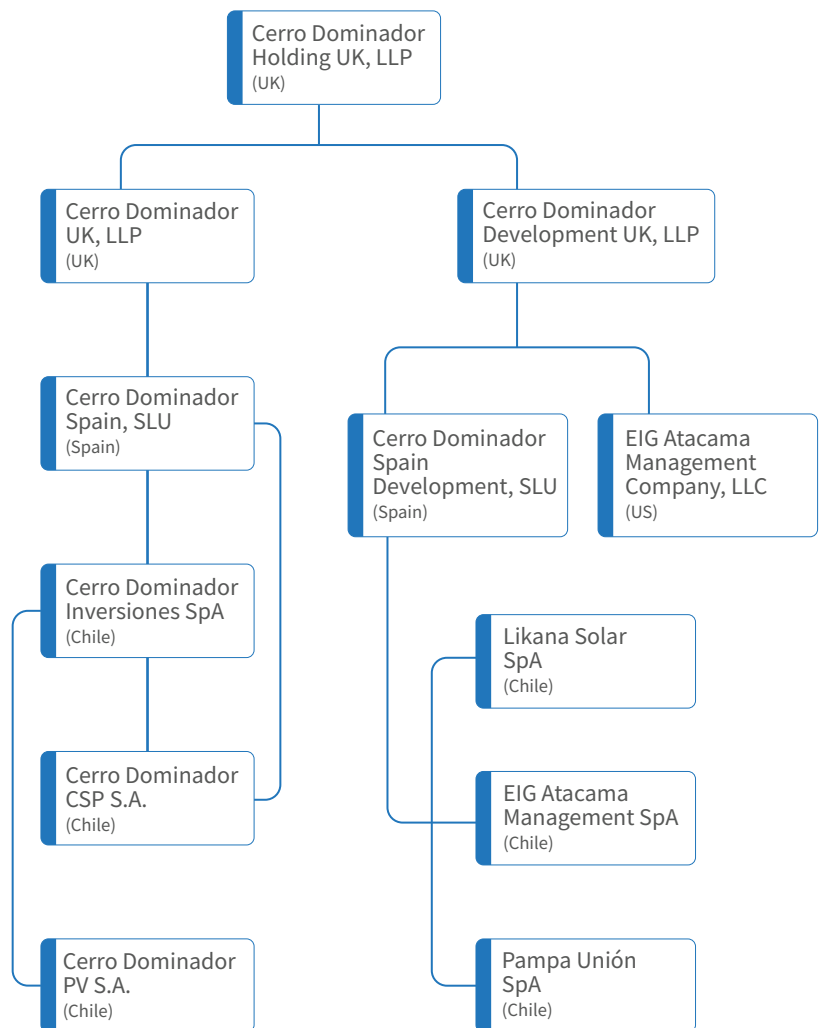 Cerro Dominador
Holding UK, LLP
(UK)
Cerro Dominador
UK, LLP
(UK)
Cerro Dominador
Development UK, LLP
(UK)
Cerro Dominador
Spain, SLU
(Spain)
Cerro Dominador
Spain
Development, SLU
(Spain)
EIG Atacama
Management
Company, LLC
(US)
Cerro Dominador
Inversiones SpA
(Chile)
Likana Solar
SpA
(Chile)
Cerro Dominador
CSP S.A.
(Chile)
EIG Atacama
Management SpA
(Chile)
Cerro Dominador
PV S.A.
(Chile)
Pampa Unión
SpA
(Chile)